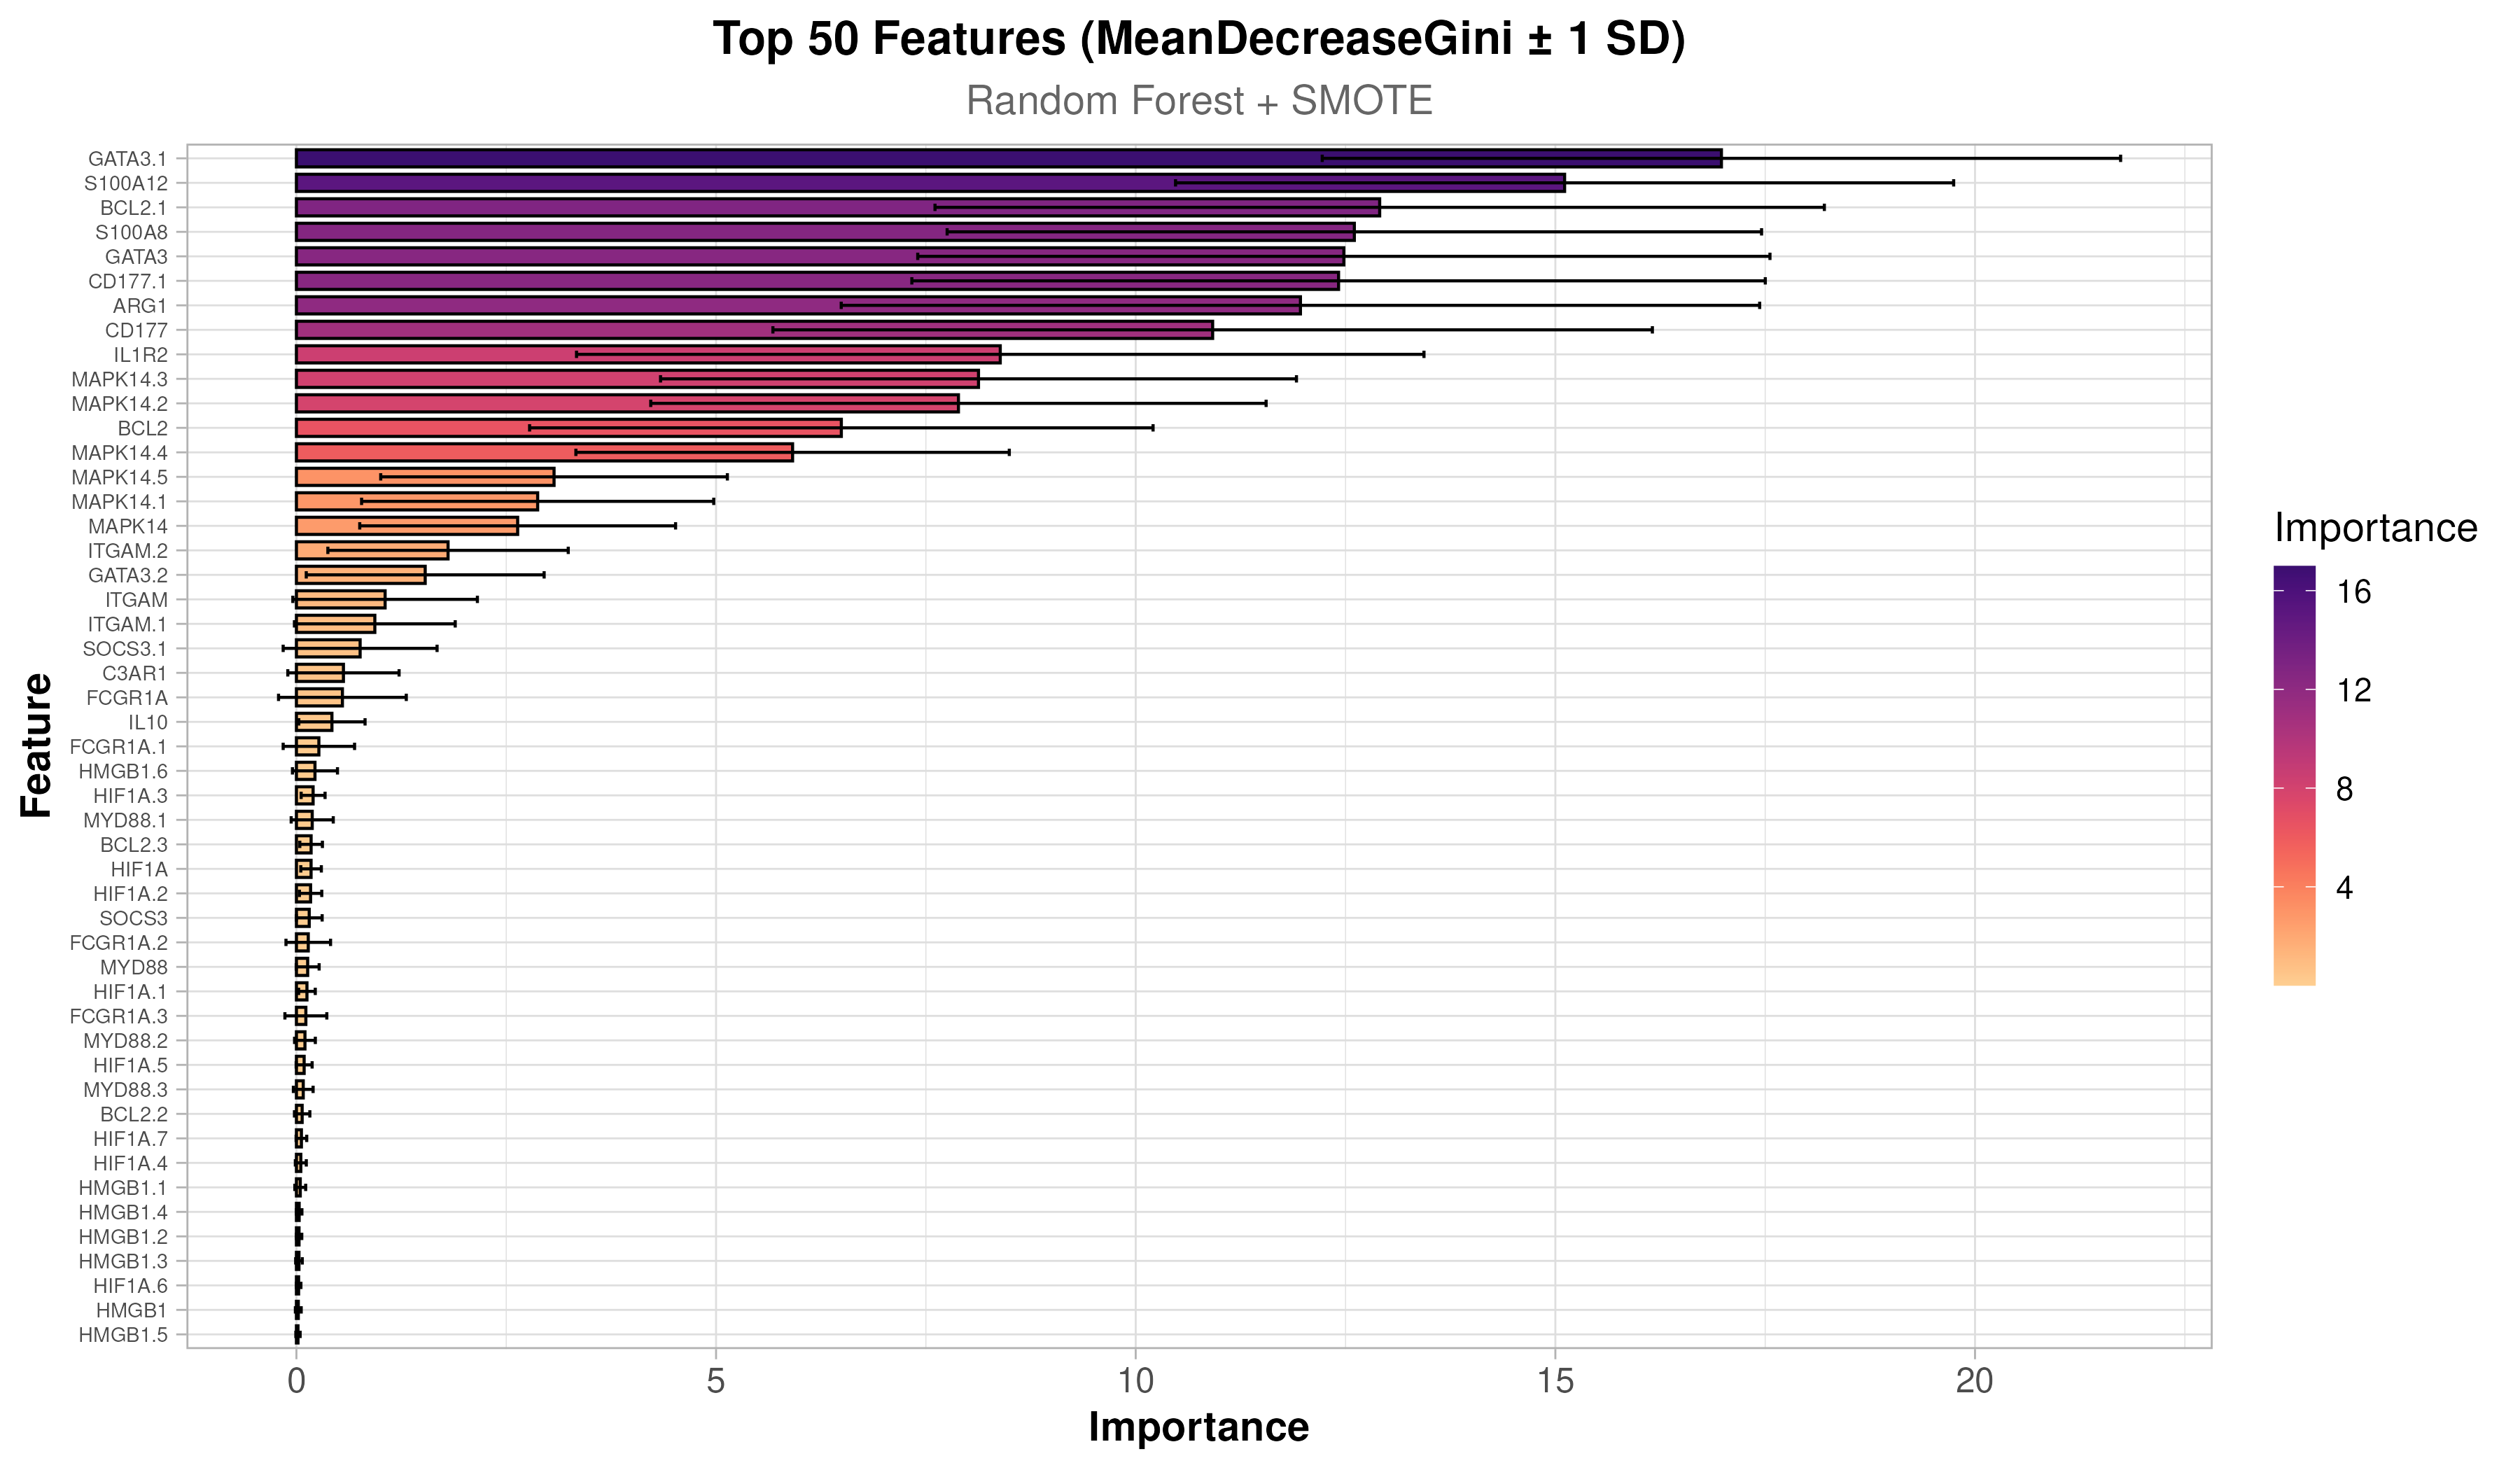 Top 50 Features (MeanDecreaseGini ± 1 SD)
Random Forest + SMOTE
Feature
GATA3.1
S100A12
BCL2.1
S100A8
GATA3
CD177.1
ARG1
CD177
IL1R2
MAPK14.3
MAPK14.2
BCL2
MAPK14.4
MAPK14.5
MAPK14.1
MAPK14
ITGAM.2
GATA3.2
ITGAM
ITGAM.1
SOCS3.1
C3AR1
FCGR1A
IL10
FCGR1A.1
HMGB1.6
HIF1A.3
MYD88.1
BCL2.3
HIF1A
HIF1A.2
SOCS3
FCGR1A.2
MYD88
HIF1A.1
FCGR1A.3
MYD88.2
HIF1A.5
MYD88.3
BCL2.2
HIF1A.7
HIF1A.4
HMGB1.1
HMGB1.4
HMGB1.2
HMGB1.3
HIF1A.6
HMGB1
HMGB1.5
0 5 10 15 20
Importance
Importance
16
12
8
4